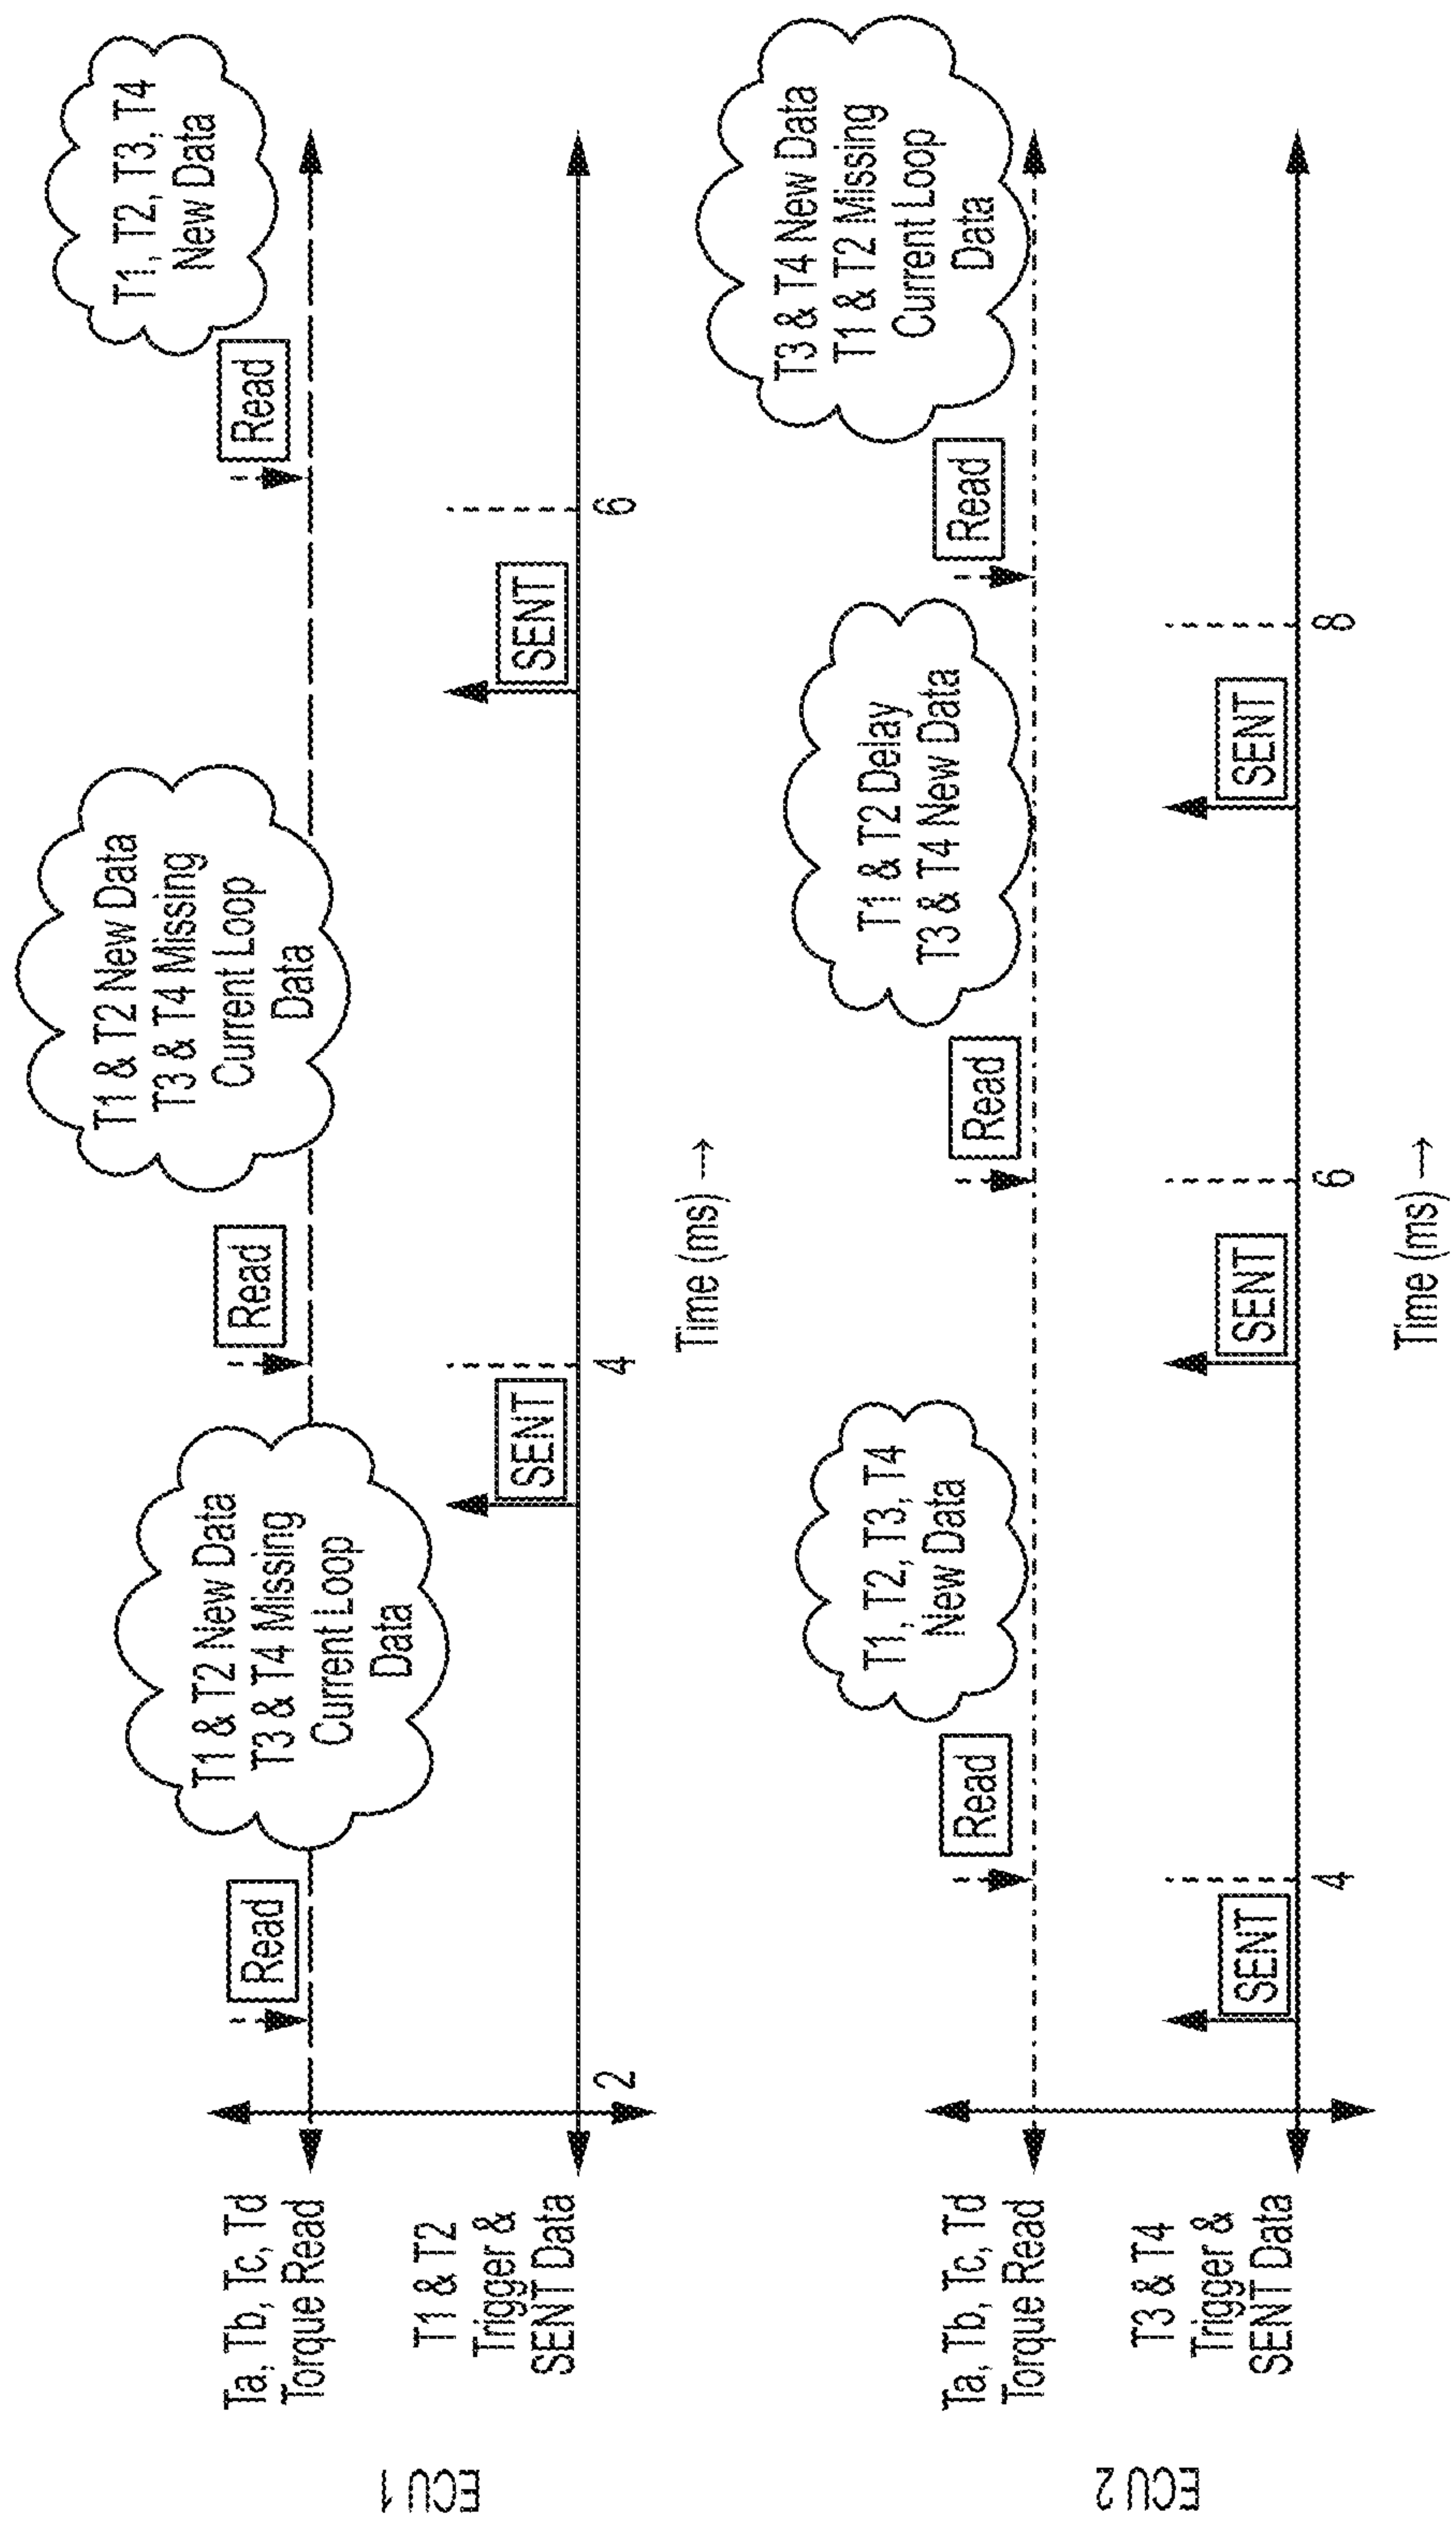 ECU 1
Ta, Tb, Tc, Td
Torque Read
Read
T1 & T2 New Data
T3 & T4 Missing
Current Loop
Data
Read
T1 & T2 New Data
T3 & T4 Missing
Current Loop
Data
Read
T1, T2, T3, T4
New Data
T1 & T2
Trigger &
SENT Data
2
SENT
4
SENT
6
Time (ms) →
ECU 2
Ta, Tb, Tc, Td
Torque Read
Read
T1, T2, T3, T4
New Data
Read
T1 & T2 Delay
T3 & T4 New Data
Read
T3 & T4 New Data
T1 & T2 Missing
Current Loop
Data
T3 & T4
Trigger &
SENT Data
SENT
4
SENT
6
SENT
8
Time (ms) →